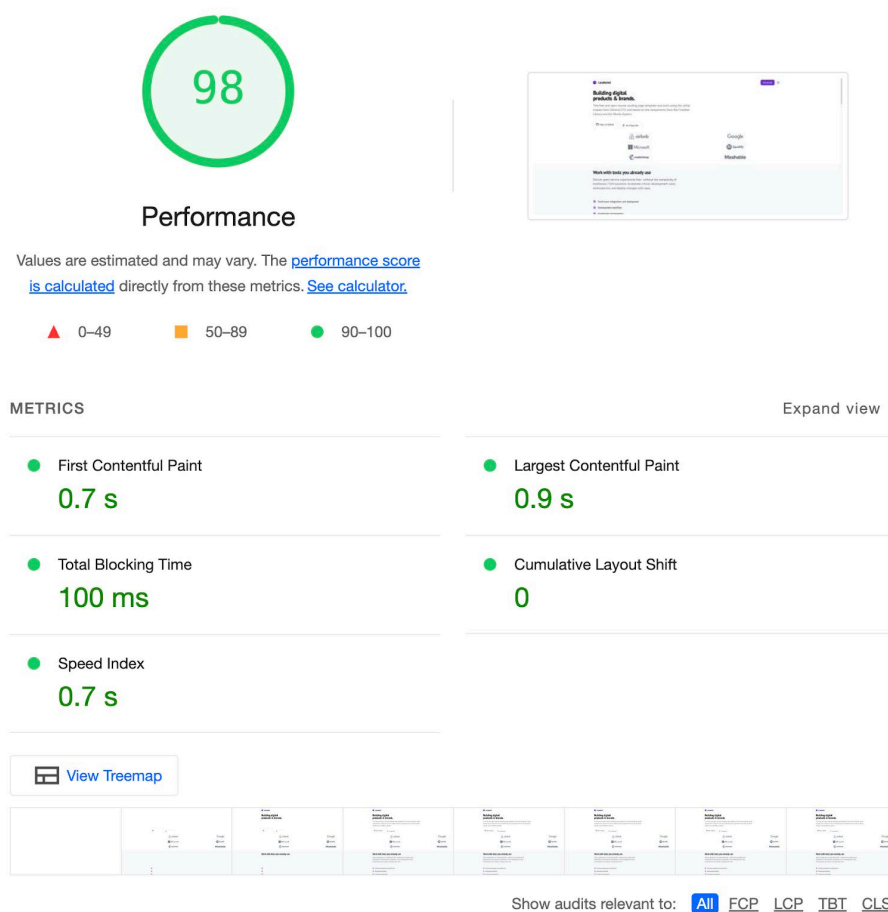 98
Performance
Values are estimated and may vary. The performance score
is calculated directly from these metrics. See calculator.
0–49 50–89 90–100
Building digital
products & brands.
airbnb Google
Microsoft Spotify
Mashable
Work with tools you already use
METRICS
Expand view
First Contentful Paint
0.7 s
Largest Contentful Paint
0.9 s
Total Blocking Time
100 ms
Cumulative Layout Shift
0
Speed Index
0.7 s
View Treemap
Show audits relevant to: All FCP LCP TBT CLS